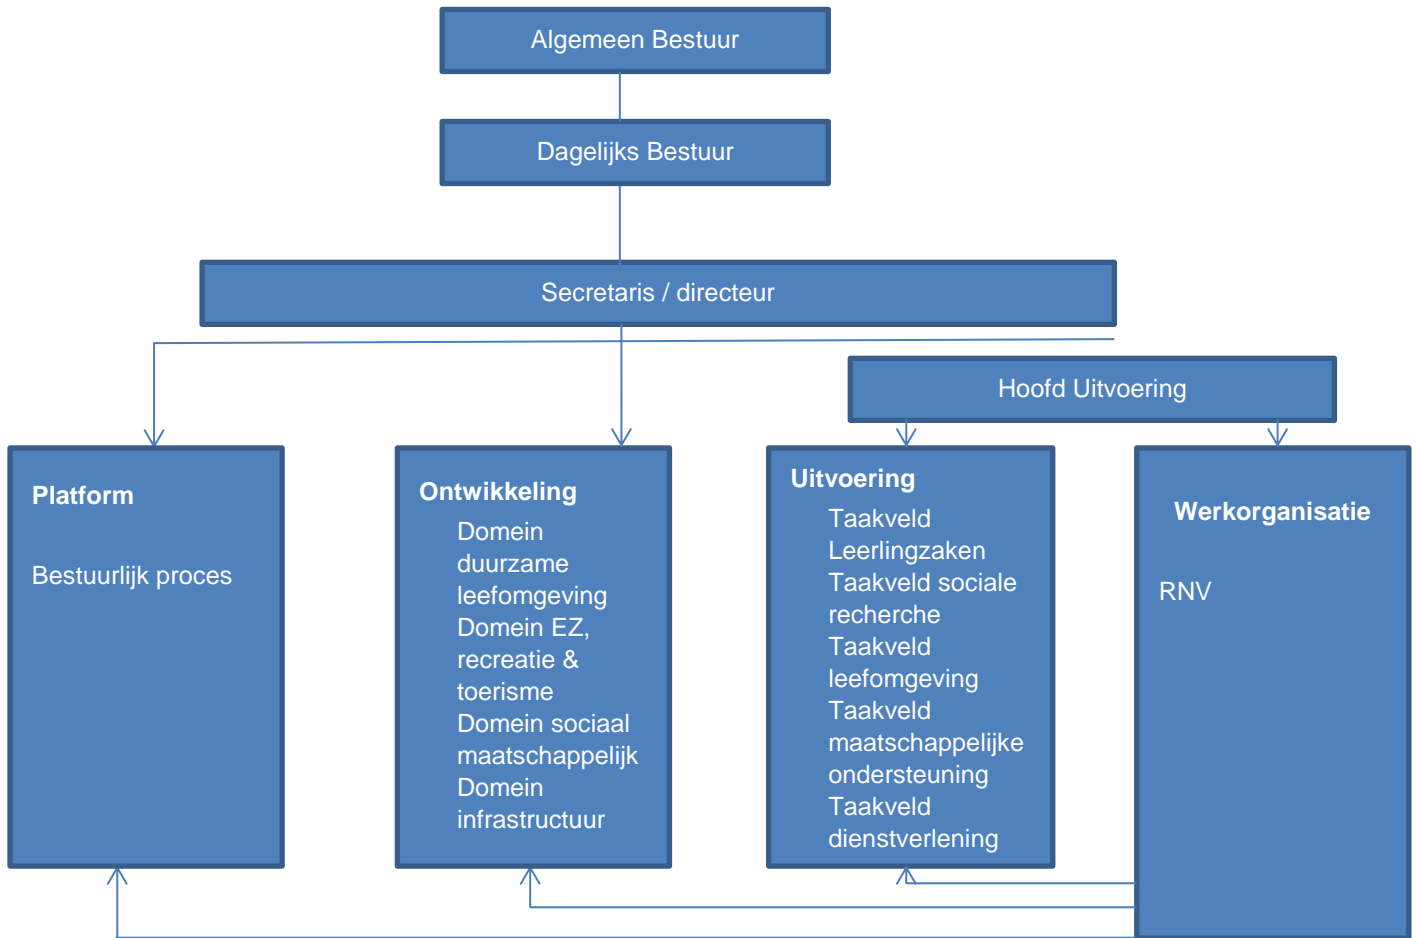 Algemeen Bestuur
Dagelijks Bestuur
Secretaris / directeur
Hoofd Uitvoering
Platform
Bestuurlijk proces
Ontwikkeling
Domein
duurzame
leefomgeving
Domein EZ,
recreatie &
toerisme
Domein sociaal
maatschappelijk
Domein
infrastructuur
Uitvoering
Taakveld
Leerlingzaken
Taakveld sociale
recherche
Taakveld
leefomgeving
Taakveld
maatschappelijke
ondersteuning
Taakveld
dienstverlening
Werkorganisatie
RNV